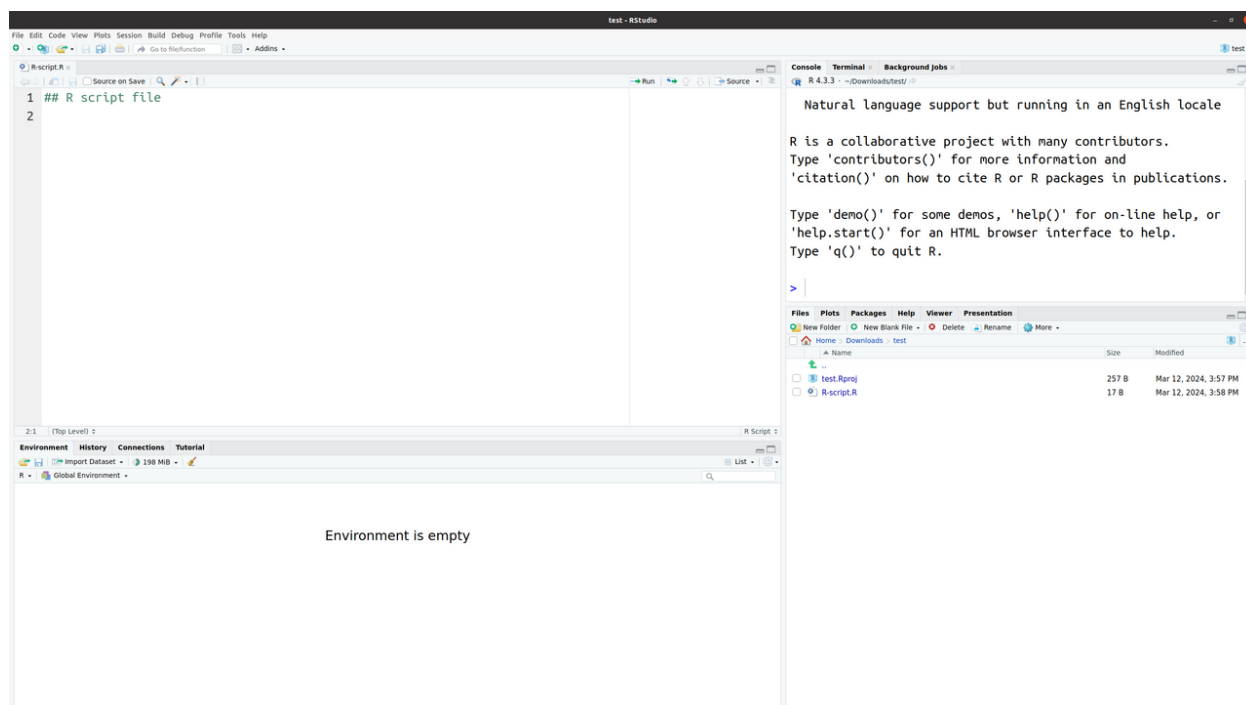 test - RStudio
File Edit Code View Plots Session Build Debug Profile Tools Help
Go to file/function Addins test
R-script.R
Source on Save Run Source
1 ## R script file
2
2:1 (Top Level) R Script
Environment History Connections Tutorial
Import Dataset 198 MiB List
R Global Environment
Environment is empty
Console Terminal Background Jobs
R 4.3.3 · ~/Downloads/test/
Natural language support but running in an English locale
R is a collaborative project with many contributors.
Type 'contributors()' for more information and
'citation()' on how to cite R or R packages in publications.
Type 'demo()' for some demos, 'help()' for on-line help, or
'help.start()' for an HTML browser interface to help.
Type 'q()' to quit R.
>
Files Plots Packages Help Viewer Presentation
New Folder New Blank File Delete Rename More
Home Downloads test
Name Size Modified
..
test.Rproj 257 B Mar 12, 2024, 3:57 PM
R-script.R 17 B Mar 12, 2024, 3:58 PM